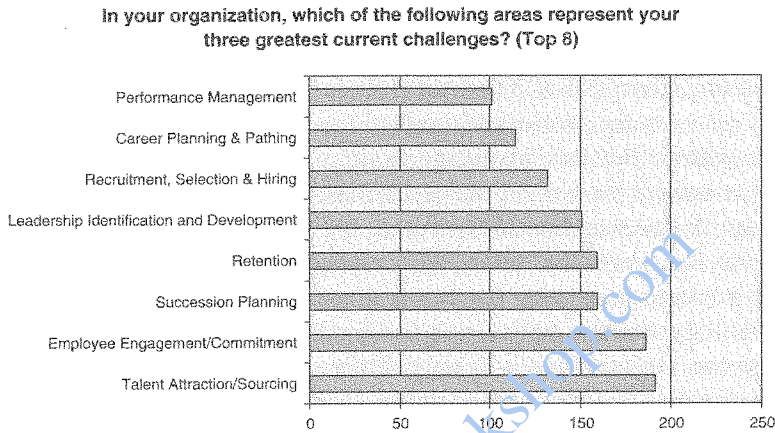 In your organization, which of the following areas represent your
three greatest current challenges? (Top 8)
Performance Management
Career Planning & Pathing
Recruitment, Selection & Hiring
Leadership Identification and Development
Retention
Succession Planning
Employee Engagement/Commitment
Talent Attraction/Sourcing
0 50 100 150 200 250
kshop.com